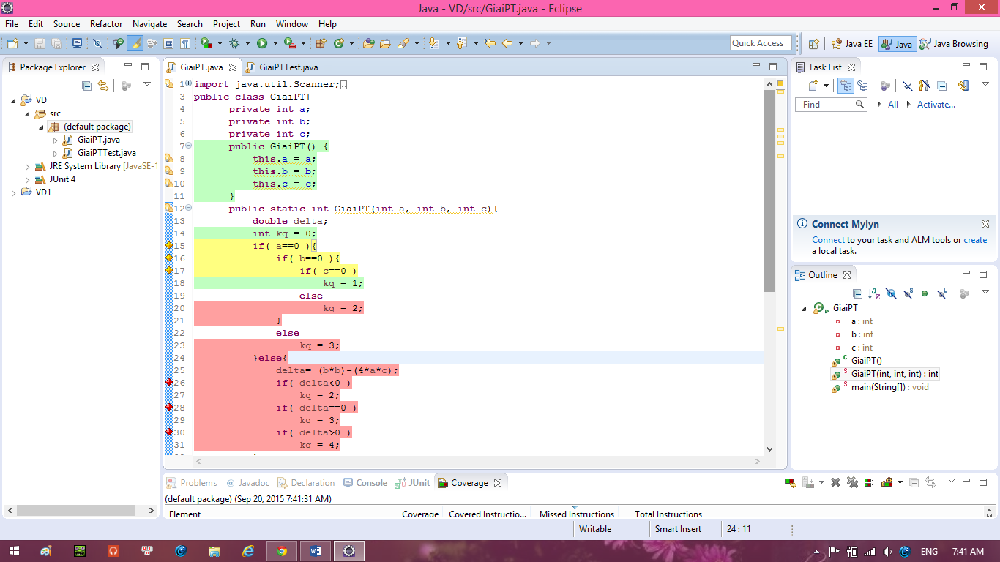 Java - VD/src/GiaiPT.java - Eclipse
File Edit Source Refactor Navigate Search Project Run Window Help
Quick Access
Java EE Java Java Browsing
Package Explorer
VD
src
(default package)
GiaiPT.java
GiaiPTTest.java
JRE System Library [JavaSE-1
JUnit 4
VD1
GiaiPT.java GiaiPTTest.java
1 import java.util.Scanner;
3 public class GiaiPT{
4 private int a;
5 private int b;
6 private int c;
7 public GiaiPT() {
8 this.a = a;
9 this.b = b;
10 this.c = c;
11 }
12 public static int GiaiPT(int a, int b, int c){
13 double delta;
14 int kq = 0;
15 if( a==0 ){
16 if( b==0 ){
17 if( c==0 )
18 kq = 1;
19 else
20 kq = 2;
21 }
22 else
23 kq = 3;
24 }else{
25 delta= (b*b)-(4*a*c);
26 if( delta<0 )
27 kq = 2;
28 if( delta==0 )
29 kq = 3;
30 if( delta>0 )
31 kq = 4;
Task List
Find All Activate...
Connect Mylyn
Connect to your task and ALM tools or create
a local task.
Outline
GiaiPT
a : int
b : int
c : int
GiaiPT()
GiaiPT(int, int, int) : int
main(String[]) : void
Problems @ Javadoc Declaration Console JUnit Coverage
(default package) (Sep 20, 2015 7:41:31 AM)
Element Coverage Covered Instructio... Missed Instructions Total Instructions
Writable Smart Insert 24 : 11
ENG 7:41 AM